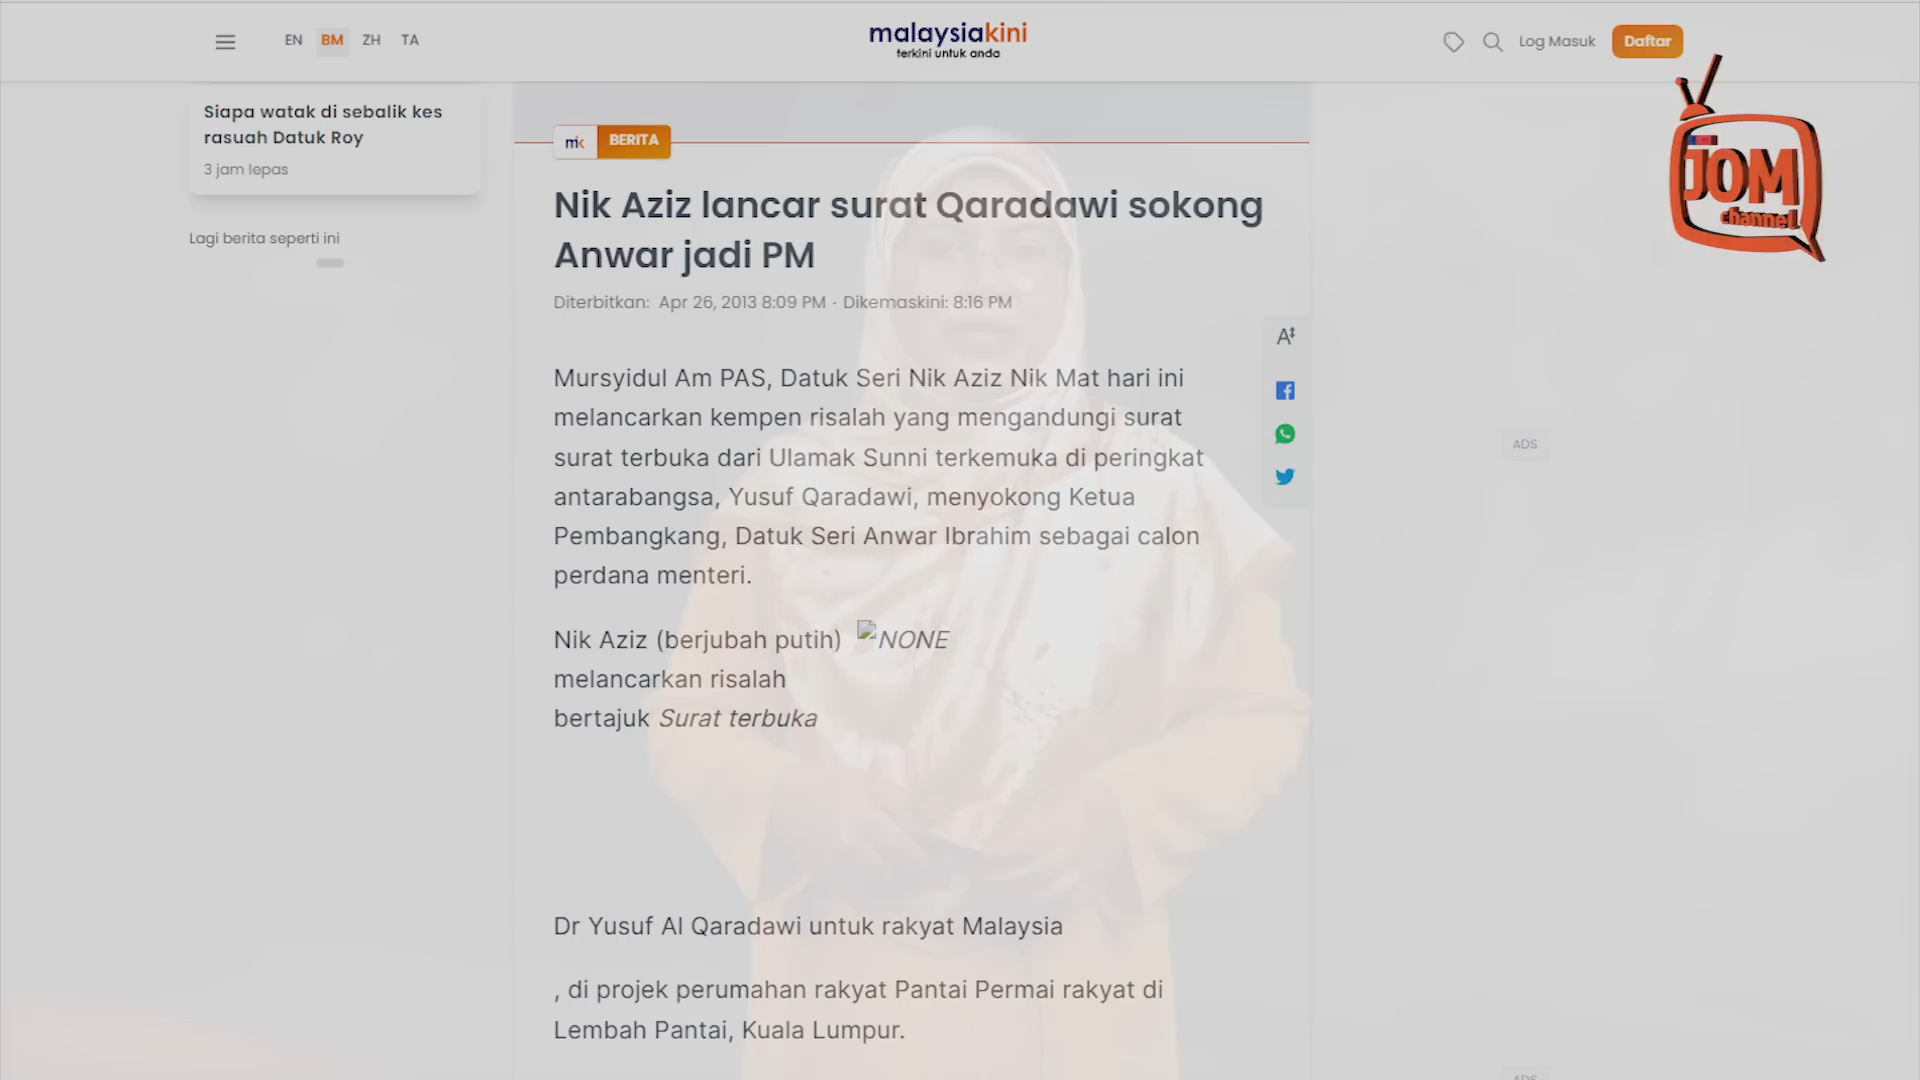 EN BM ZH TA
malaysiakini
terkini untuk anda
Log Masuk
Daftar
JOM
channel
Siapa watak di sebalik kes
rasuah Datuk Roy
3 jam lepas
Lagi berita seperti ini
mk BERITA
Nik Aziz lancar surat Qaradawi sokong
Anwar jadi PM
Diterbitkan: Apr 26, 2013 8:09 PM · Dikemaskini: 8:16 PM
Mursyidul Am PAS, Datuk Seri Nik Aziz Nik Mat hari ini
melancarkan kempen risalah yang mengandungi surat
surat terbuka dari Ulamak Sunni terkemuka di peringkat
antarabangsa, Yusuf Qaradawi, menyokong Ketua
Pembangkang, Datuk Seri Anwar Ibrahim sebagai calon
perdana menteri.
Nik Aziz (berjubah putih) NONE
melancarkan risalah
bertajuk Surat terbuka
Dr Yusuf Al Qaradawi untuk rakyat Malaysia
, di projek perumahan rakyat Pantai Permai rakyat di
Lembah Pantai, Kuala Lumpur.
A
ADS
ADS